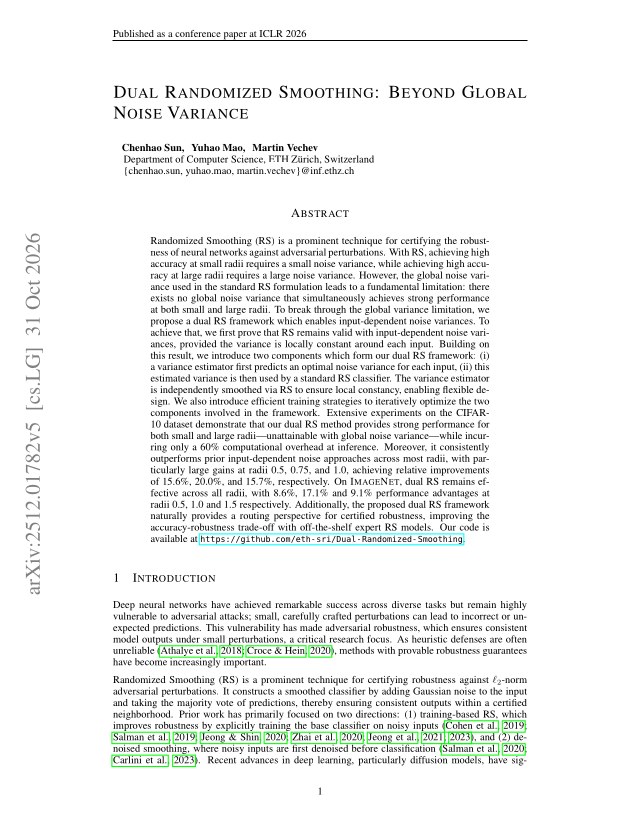 Published as a conference paper at ICLR 2026
DUAL RANDOMIZED SMOOTHING: BEYOND GLOBAL
NOISE VARIANCE
Chenhao Sun, Yuhao Mao, Martin Vechev
Department of Computer Science, ETH Zürich, Switzerland
{chenhao.sun, yuhao.mao, martin.vechev}@inf.ethz.ch
ABSTRACT
Randomized Smoothing (RS) is a prominent technique for certifying the robust-
ness of neural networks against adversarial perturbations. With RS, achieving high
accuracy at small radii requires a small noise variance, while achieving high accu-
racy at large radii requires a large noise variance. However, the global noise vari-
ance used in the standard RS formulation leads to a fundamental limitation: there
exists no global noise variance that simultaneously achieves strong performance
at both small and large radii. To break through the global variance limitation, we
propose a dual RS framework which enables input-dependent noise variances. To
achieve that, we first prove that RS remains valid with input-dependent noise vari-
ances, provided the variance is locally constant around each input. Building on
this result, we introduce two components which form our dual RS framework: (i)
a variance estimator first predicts an optimal noise variance for each input, (ii) this
estimated variance is then used by a standard RS classifier. The variance estimator
is independently smoothed via RS to ensure local constancy, enabling flexible de-
sign. We also introduce efficient training strategies to iteratively optimize the two
components involved in the framework. Extensive experiments on the CIFAR-
10 dataset demonstrate that our dual RS method provides strong performance for
both small and large radii—unattainable with global noise variance—while incur-
ring only a 60% computational overhead at inference. Moreover, it consistently
outperforms prior input-dependent noise approaches across most radii, with par-
ticularly large gains at radii 0.5, 0.75, and 1.0, achieving relative improvements
of 15.6%, 20.0%, and 15.7%, respectively. On IMAGENET, dual RS remains ef-
fective across all radii, with 8.6%, 17.1% and 9.1% performance advantages at
radii 0.5, 1.0 and 1.5 respectively. Additionally, the proposed dual RS framework
naturally provides a routing perspective for certified robustness, improving the
accuracy-robustness trade-off with off-the-shelf expert RS models. Our code is
available at https://github.com/eth-sri/Dual-Randomized-Smoothing.
1 INTRODUCTION
Deep neural networks have achieved remarkable success across diverse tasks but remain highly
vulnerable to adversarial attacks; small, carefully crafted perturbations can lead to incorrect or un-
expected predictions. This vulnerability has made adversarial robustness, which ensures consistent
model outputs under small perturbations, a critical research focus. As heuristic defenses are often
unreliable (Athalye et al., 2018; Croce & Hein, 2020), methods with provable robustness guarantees
have become increasingly important.
Randomized Smoothing (RS) is a prominent technique for certifying robustness against ℓ2-norm
adversarial perturbations. It constructs a smoothed classifier by adding Gaussian noise to the input
and taking the majority vote of predictions, thereby ensuring consistent outputs within a certified
neighborhood. Prior work has primarily focused on two directions: (1) training-based RS, which
improves robustness by explicitly training the base classifier on noisy inputs (Cohen et al., 2019;
Salman et al., 2019; Jeong & Shin, 2020; Zhai et al., 2020; Jeong et al., 2021; 2023), and (2) de-
noised smoothing, where noisy inputs are first denoised before classification (Salman et al., 2020;
Carlini et al., 2023). Recent advances in deep learning, particularly diffusion models, have sig-
1
arXiv:2512.01782v5 [cs.LG] 31 Oct 2026